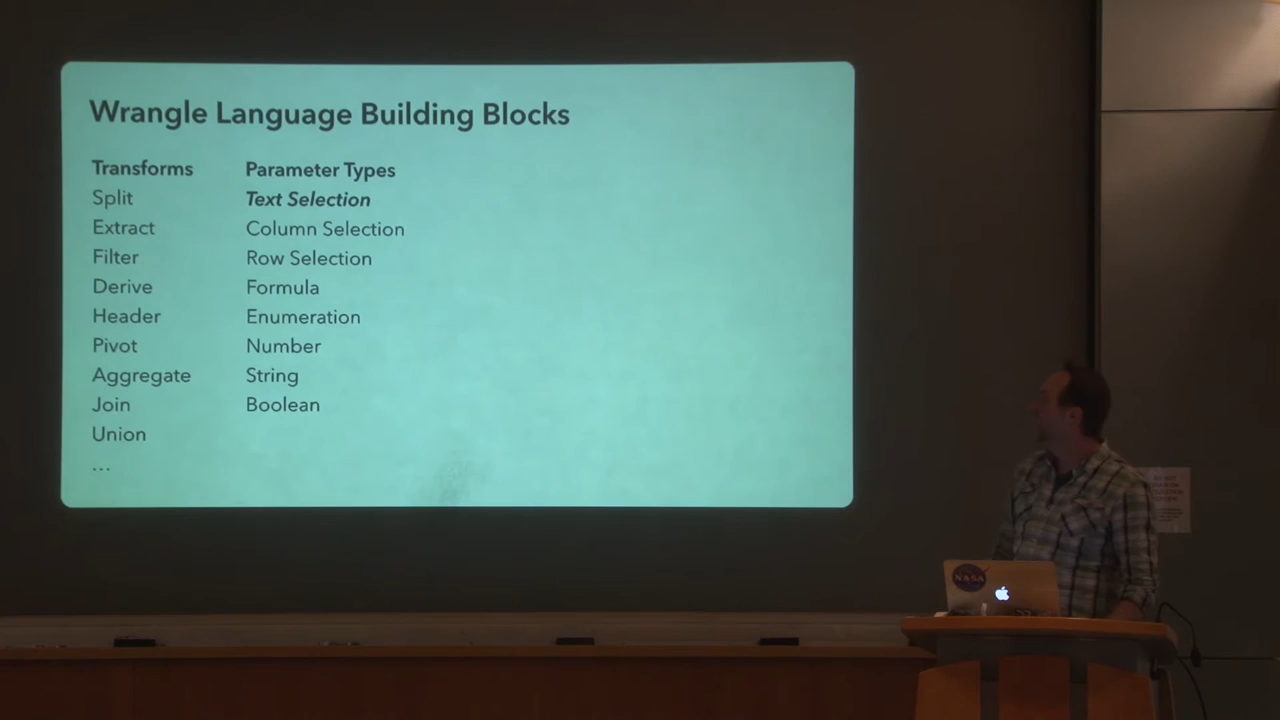 Wrangle Language Building Blocks
Transforms
Split
Extract
Filter
Derive
Header
Pivot
Aggregate
Join
Union
...
Parameter Types
Text Selection
Column Selection
Row Selection
Formula
Enumeration
Number
String
Boolean
NASA